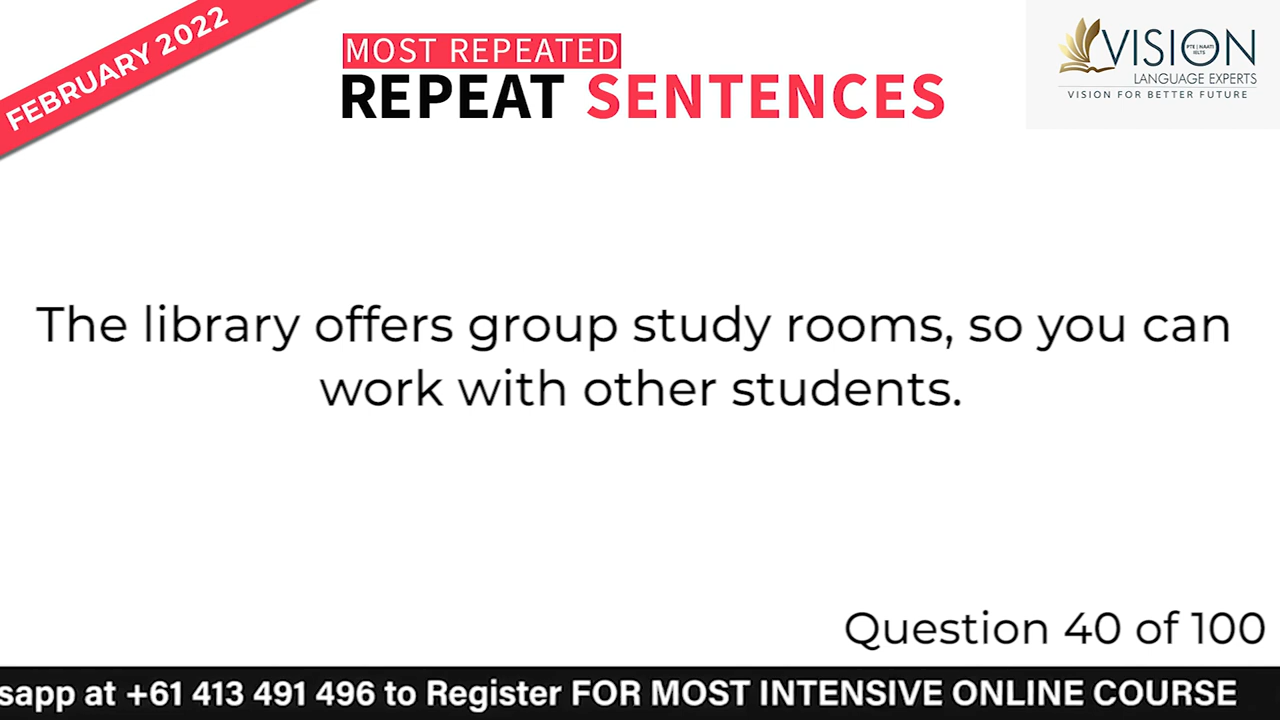 FEBRUARY 2022
MOST REPEATED
REPEAT SENTENCES
VISION
PTE | NAATI
IELTS
LANGUAGE EXPERTS
VISION FOR BETTER FUTURE
The library offers group study rooms, so you can
work with other students.
Question 40 of 100
sapp at +61 413 491 496 to Register FOR MOST INTENSIVE ONLINE COURSE